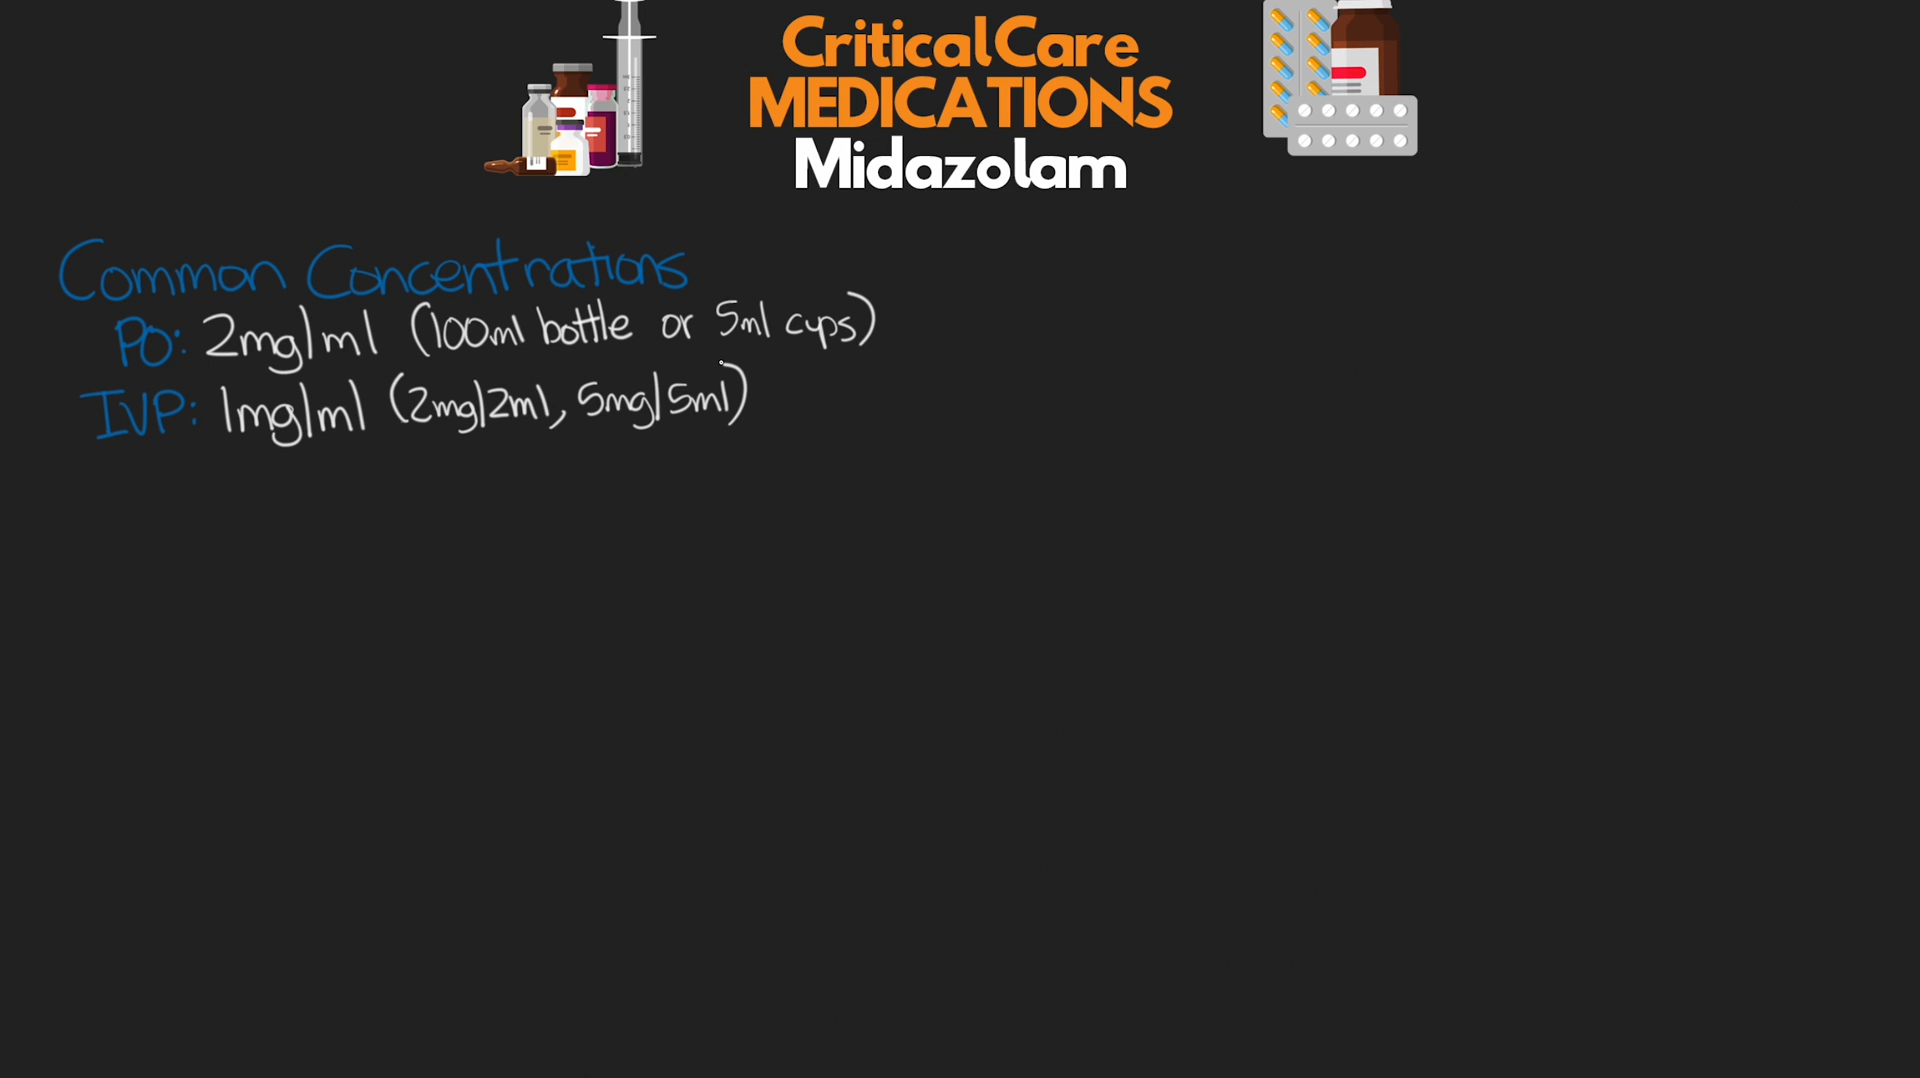 Critical Care
MEDICATIONS
Midazolam
Common Concentrations
PO: 2mg/ml (100ml bottle or 5ml cups)
IVP: 1mg/ml (2mg/2ml, 5mg/5ml)